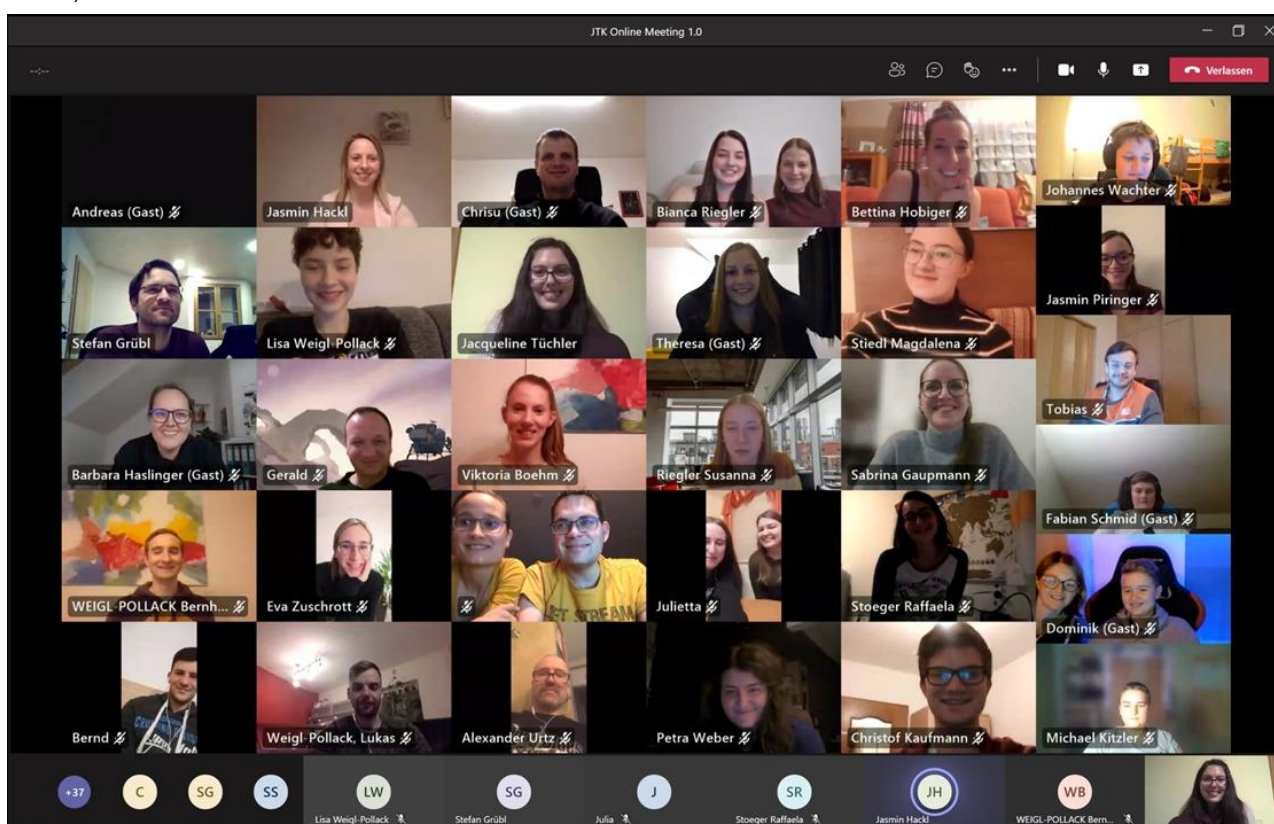 JTK Online Meeting 1.0
--:--
Verlassen
Andreas (Gast)
Jasmin Hackl
Chrisu (Gast)
Bianca Riegler
Bettina Hobiger
Johannes Wachter
Jasmin Piringer
Stefan Grübl
Lisa Weigl-Pollack
Jacqueline Tüchler
Theresa (Gast)
Stiedl Magdalena
Tobias
Barbara Haslinger (Gast)
Gerald
Viktoria Boehm
Riegler Susanna
Sabrina Gaupmann
Fabian Schmid (Gast)
WEIGL-POLLACK Bernh...
Eva Zuschrott
JET STREAM
Julietta
Stoeger Raffaela
Dominik (Gast)
Bernd
Weigl-Pollack, Lukas
Alexander Urtz
Petra Weber
Christof Kaufmann
Michael Kitzler
+37
C
SG
SS
LW
SG
J
SR
JH
WB
Lisa Weigl-Pollack
Stefan Grübl
Julia
Stoeger Raffaela
Jasmin Hackl
WEIGL-POLLACK Bern...